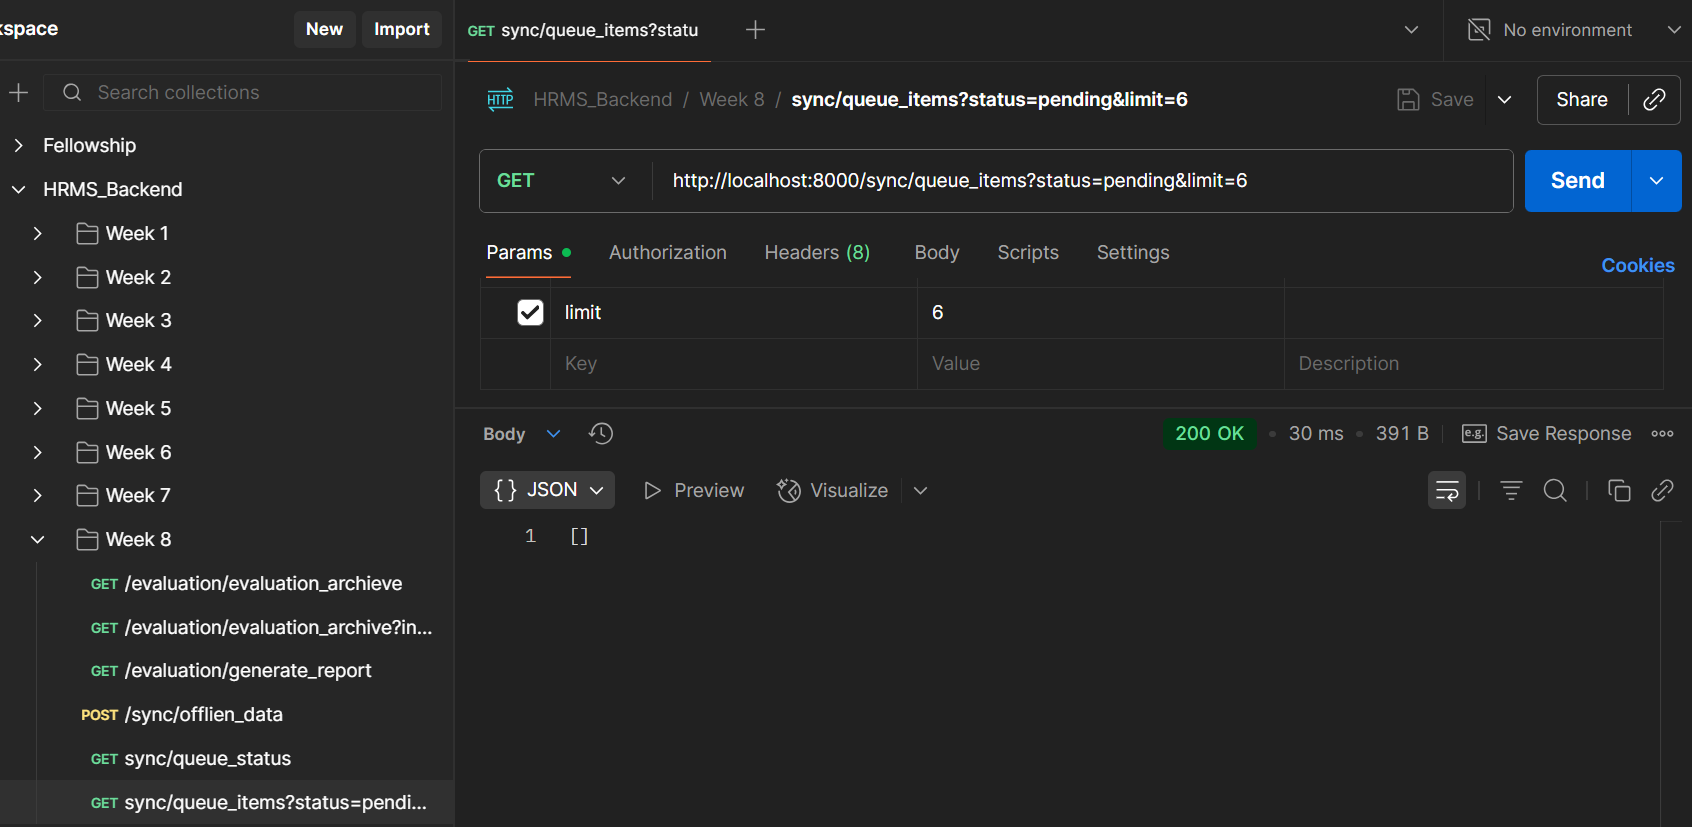 kspace
New
Import
GET sync/queue_items?statu
No environment
Search collections
HTTP
HRMS_Backend / Week 8 / sync/queue_items?status=pending&limit=6
Save
Share
Fellowship
HRMS_Backend
Week 1
Week 2
Week 3
Week 4
Week 5
Week 6
Week 7
Week 8
GET /evaluation/evaluation_archieve
GET /evaluation/evaluation_archive?in...
GET /evaluation/generate_report
POST /sync/offlien_data
GET sync/queue_status
GET sync/queue_items?status=pendi...
GET
http://localhost:8000/sync/queue_items?status=pending&limit=6
Send
Params
Authorization
Headers (8)
Body
Scripts
Settings
Cookies
limit
6
Key
Value
Description
Body
200 OK
30 ms
391 B
e.g.
Save Response
{} JSON
Preview
Visualize
1
[]